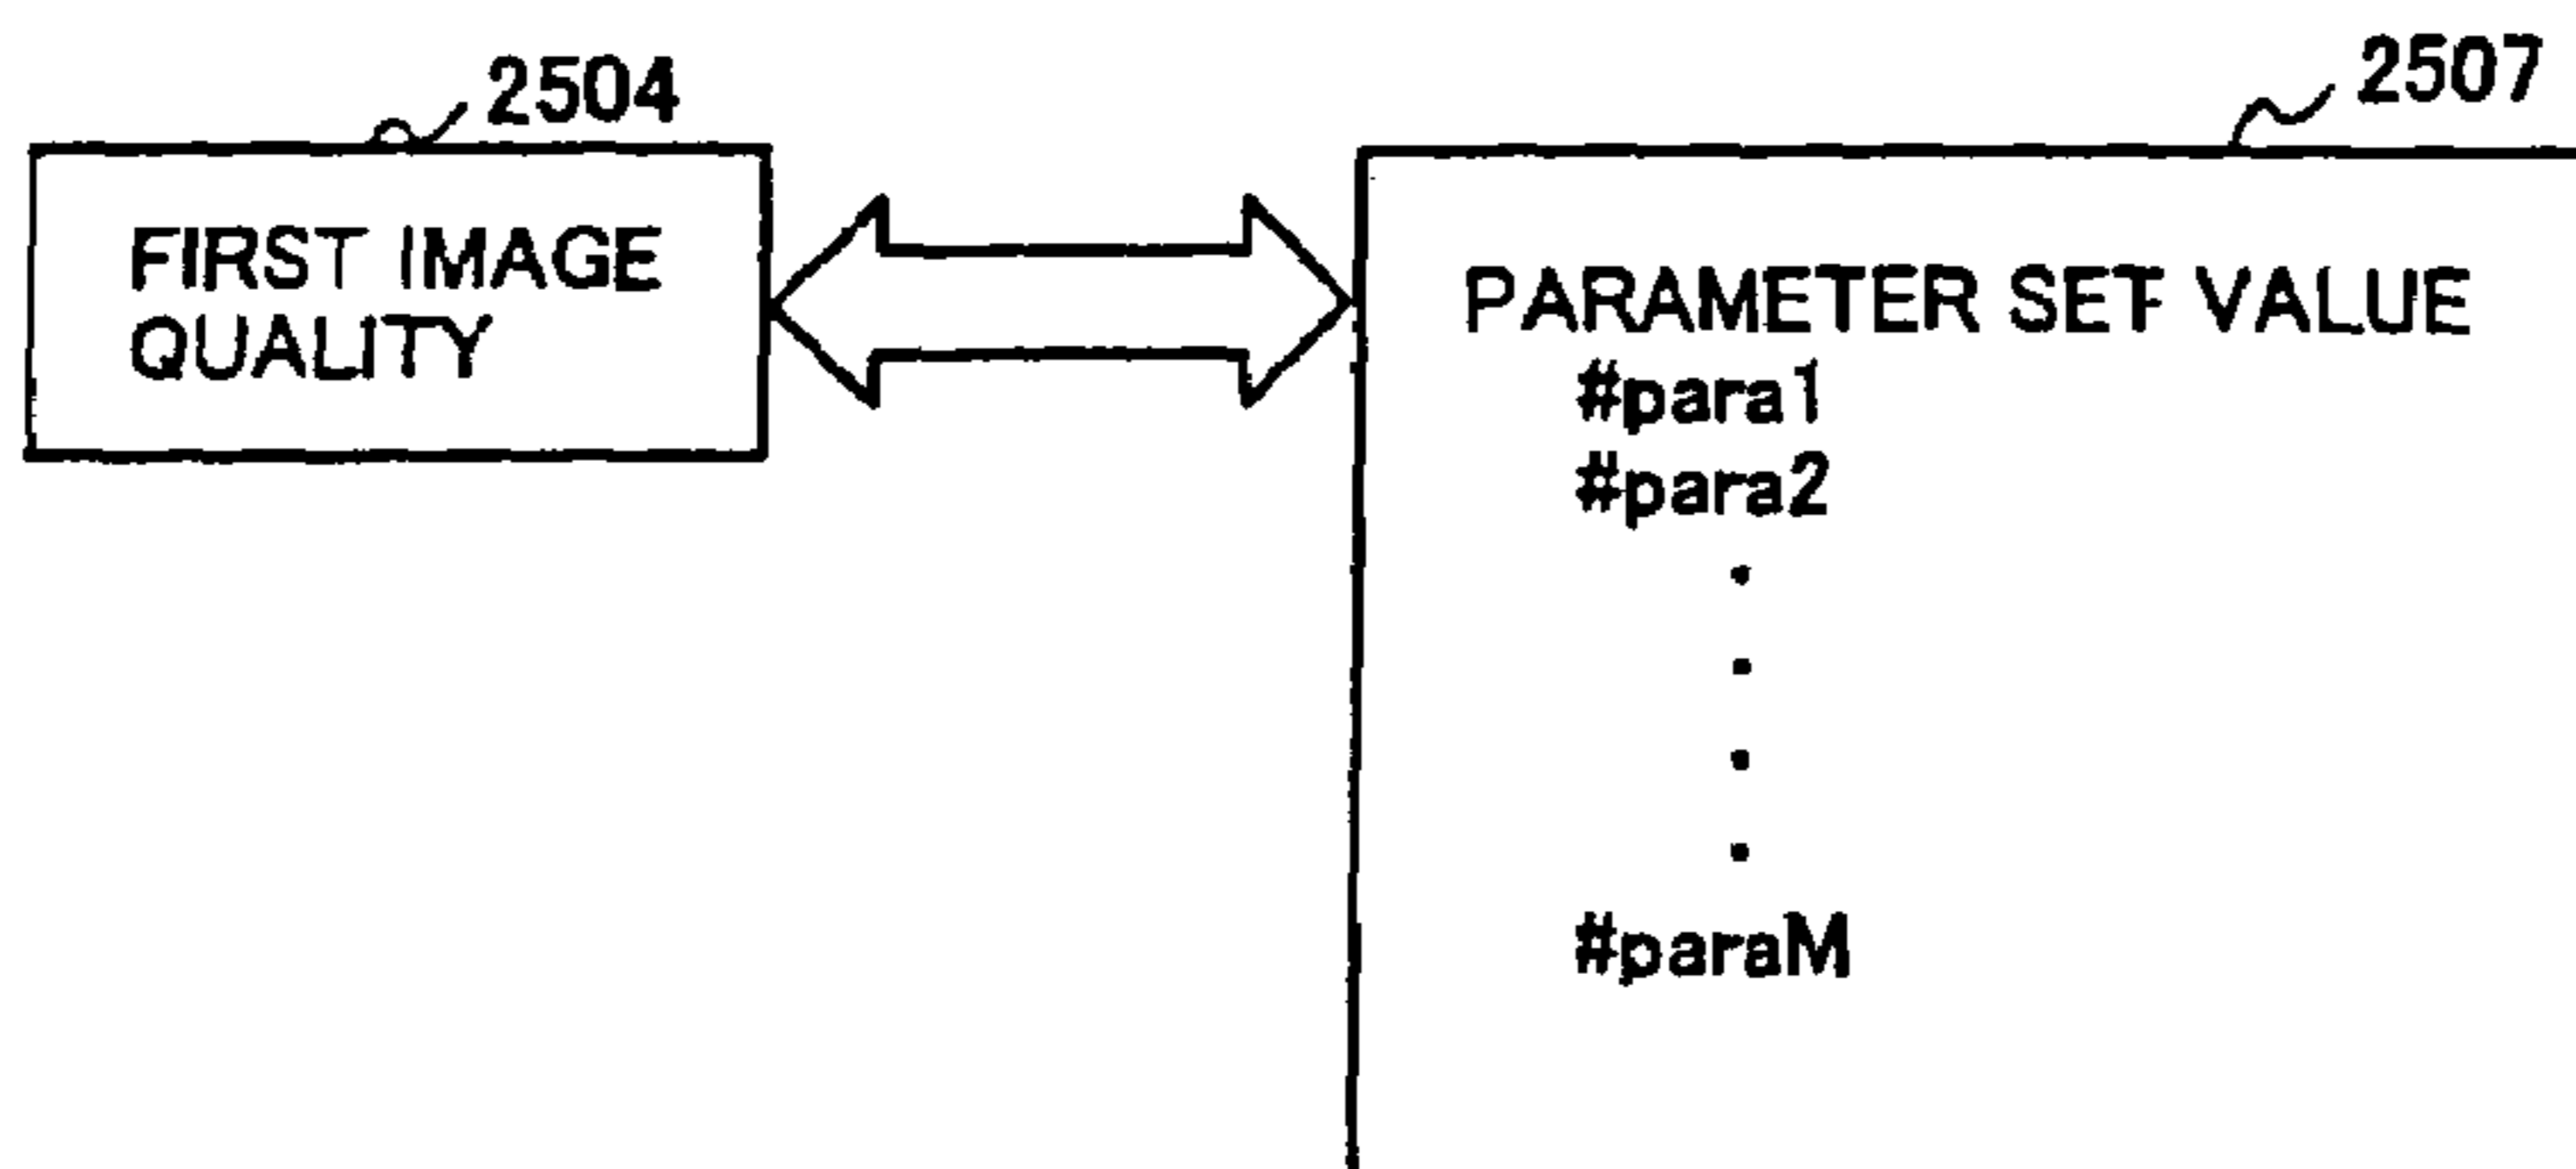 2504
FIRST IMAGE
QUALITY
2507
PARAMETER SET VALUE
#para1
#para2
#paraM